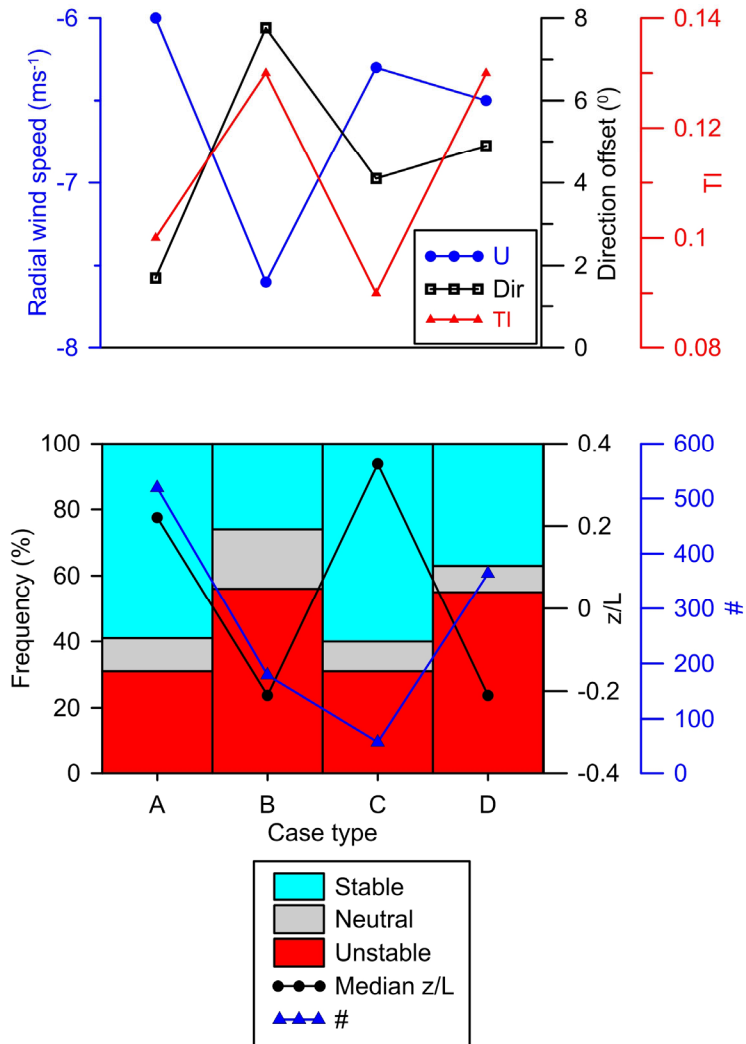 Radial wind speed (ms⁻¹)
-6
-7
-8
8
6
4
2
0
Direction offset (⁰)
0.14
0.12
0.1
0.08
TI
U
Dir
TI
Frequency (%)
100
80
60
40
20
0
0.4
0.2
0
-0.2
-0.4
z/L
600
500
400
300
200
100
0
#
A B C D
Case type
Stable
Neutral
Unstable
Median z/L
#